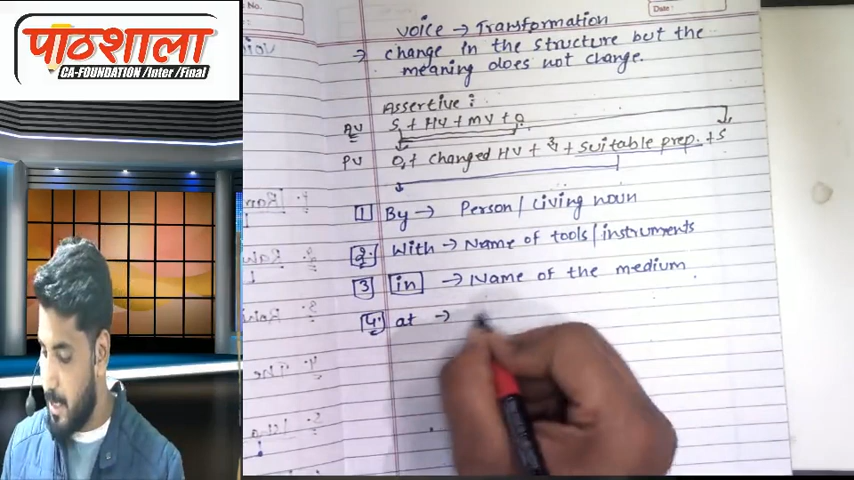 पाठशाला
CA-FOUNDATION /Inter /Final
No.
Date:
voice → Transformation
→ change in the structure but the
meaning does not change.
Assertive :
AV S + HV + MV + O.
PV O + changed HV + V3 + suitable prep. + S
1 By → Person / Living noun
2. With → Name of tools / instruments
3 in → Name of the medium
4. at →